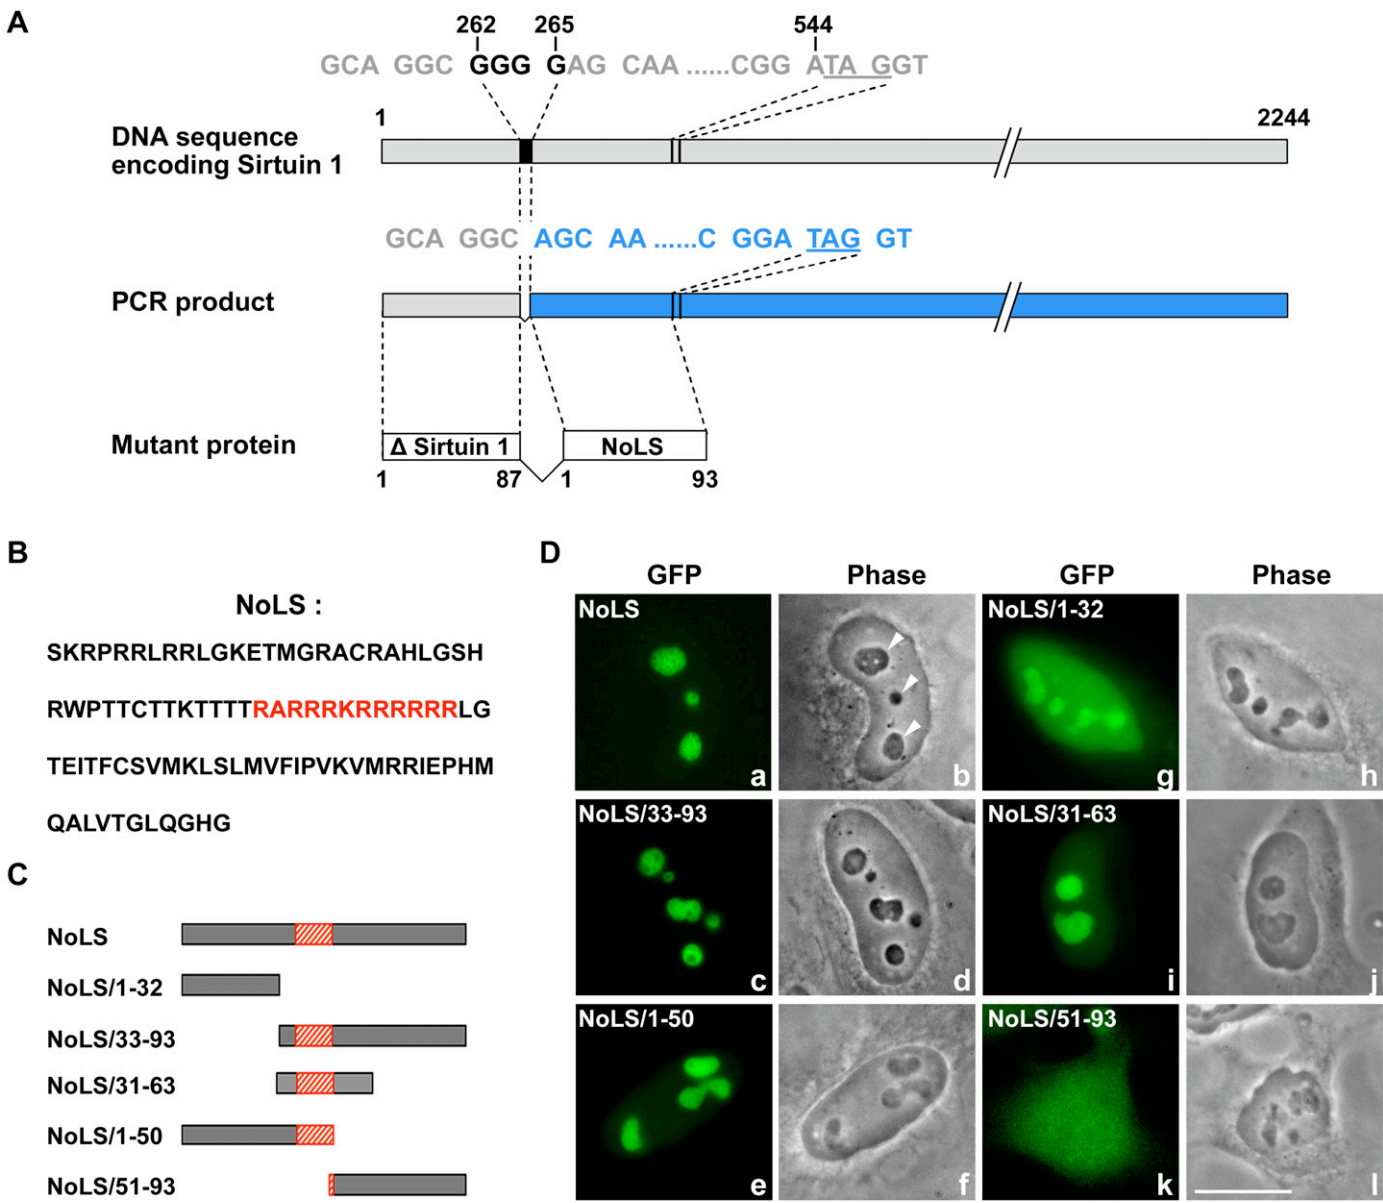 A
262 265 544
GCA GGC GGG GAG CAA ......CGG ATAG GGT
1 2244
DNA sequence
encoding Sirtuin 1
GCA GGC AGC AA ......C GGA TAG GT
PCR product
Mutant protein
Δ Sirtuin 1 NoLS
1 87 1 93
B
NoLS :
SKRPRRLRRLGKETMGRACRAHLGSH
RWPTTCTTKTTTTRARRRKRRRRRRLG
TEITFCSVMKLSLMVFIPVKVMRRIEPHM
QALVTGLQGHG
C
NoLS
NoLS/1-32
NoLS/33-93
NoLS/31-63
NoLS/1-50
NoLS/51-93
D
GFP Phase GFP Phase
NoLS NoLS/1-32
a b g h
NoLS/33-93 NoLS/31-63
c d i j
NoLS/1-50 NoLS/51-93
e f k l